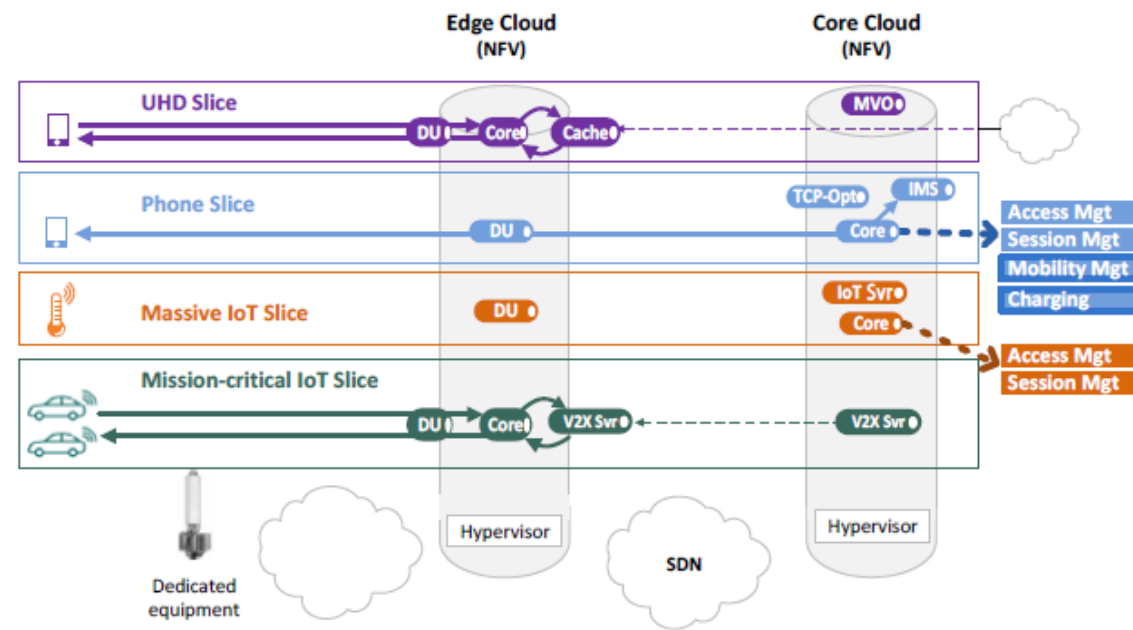 Edge Cloud
(NFV)
Core Cloud
(NFV)
UHD Slice
MVO
DU
Core
Cache
Phone Slice
TCP-Opt
IMS
DU
Core
Access Mgt
Session Mgt
Mobility Mgt
Charging
Massive IoT Slice
DU
IoT Svr
Core
Access Mgt
Session Mgt
Mission-critical IoT Slice
DU
Core
V2X Svr
V2X Svr
Hypervisor
Hypervisor
SDN
Dedicated
equipment